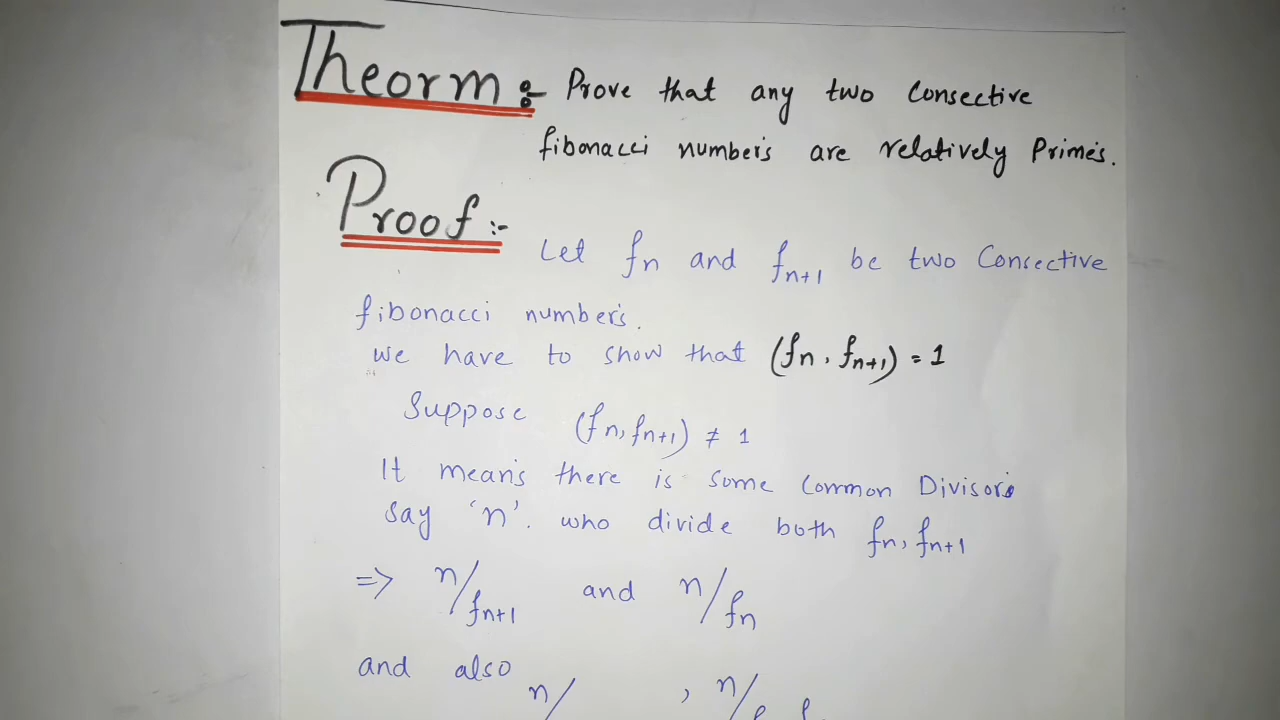 Theorm:- Prove that any two Consective
fibonacci numbers are relatively Primes.
Proof:- Let fn and fn+1 be two Consective
fibonacci numbers.
we have to show that (fn, fn+1) = 1
Suppose (fn, fn+1) ≠ 1
It means there is some Common Divisors
say 'n'. who divide both fn, fn+1
=> n/fn+1 and n/fn
and also n/ , n/